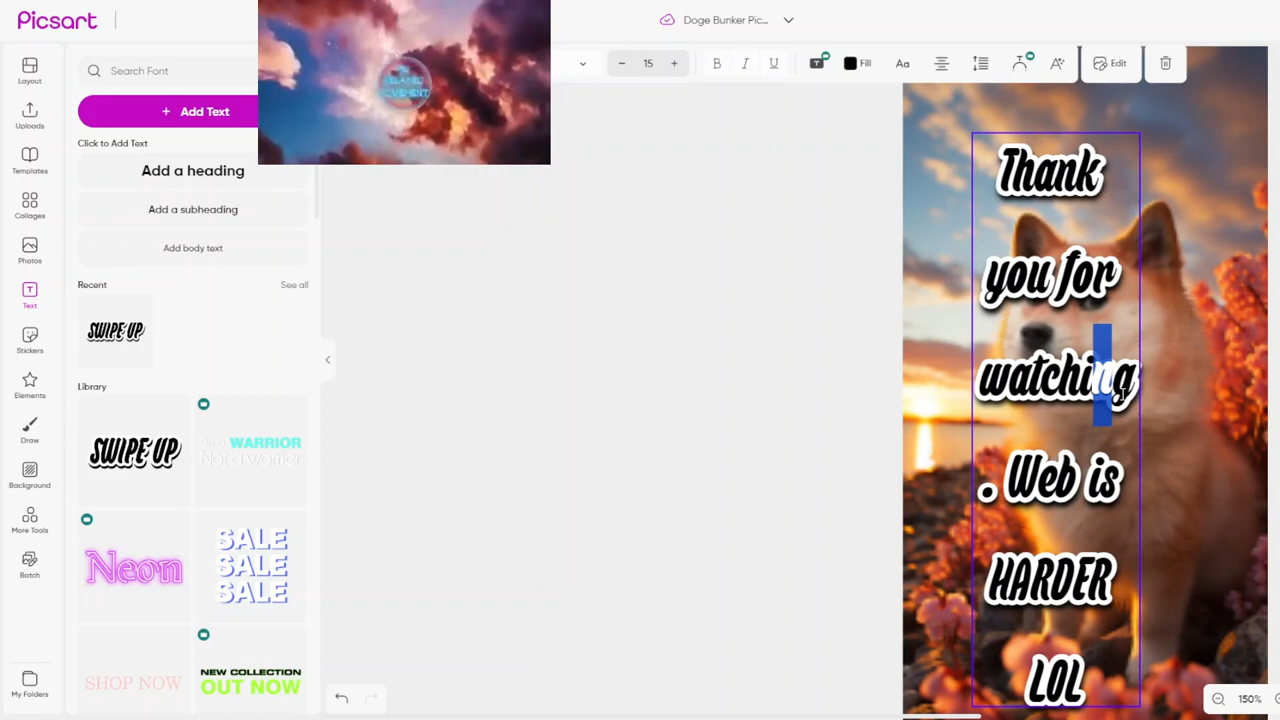 Picsart
Doge Bunker Pic...
Layout
Uploads
Templates
Collages
Photos
Text
Stickers
Elements
Draw
Background
More Tools
Batch
My Folders
Search Font
+ Add Text
Click to Add Text
Add a heading
Add a subheading
Add body text
Recent
See all
SWIPE UP
Library
SWIPE UP
WARRIOR
Not a worrier
Neon
SALE
SALE
SALE
SHOP NOW
NEW COLLECTION
OUT NOW
MOVEMENT
− 15 +
B I U
T
Fill
Aa
Edit
Thank
you for
watching
. Web is
HARDER
LOL
150%